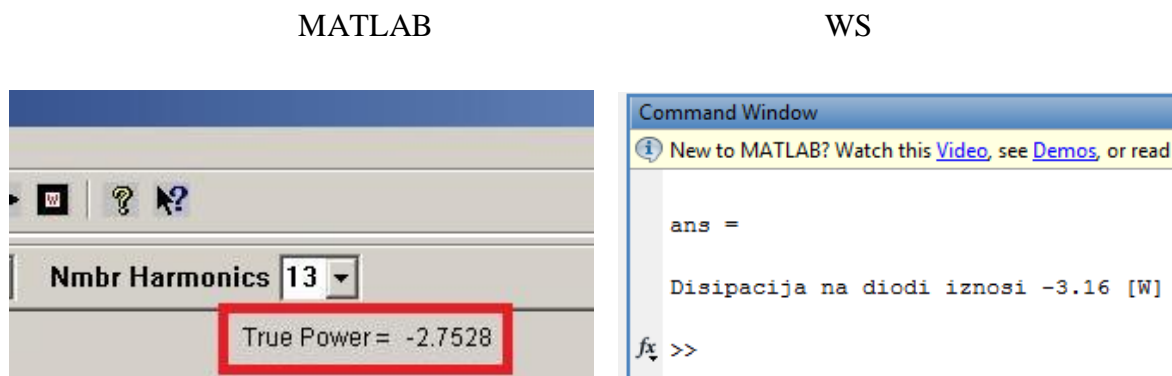 MATLAB WS
Command Window
New to MATLAB? Watch this Video, see Demos, or read
W ? ?
ans =
Nmbr Harmonics 13
Disipacija na diodi iznosi -3.16 [W]
True Power = -2.7528
fx >>